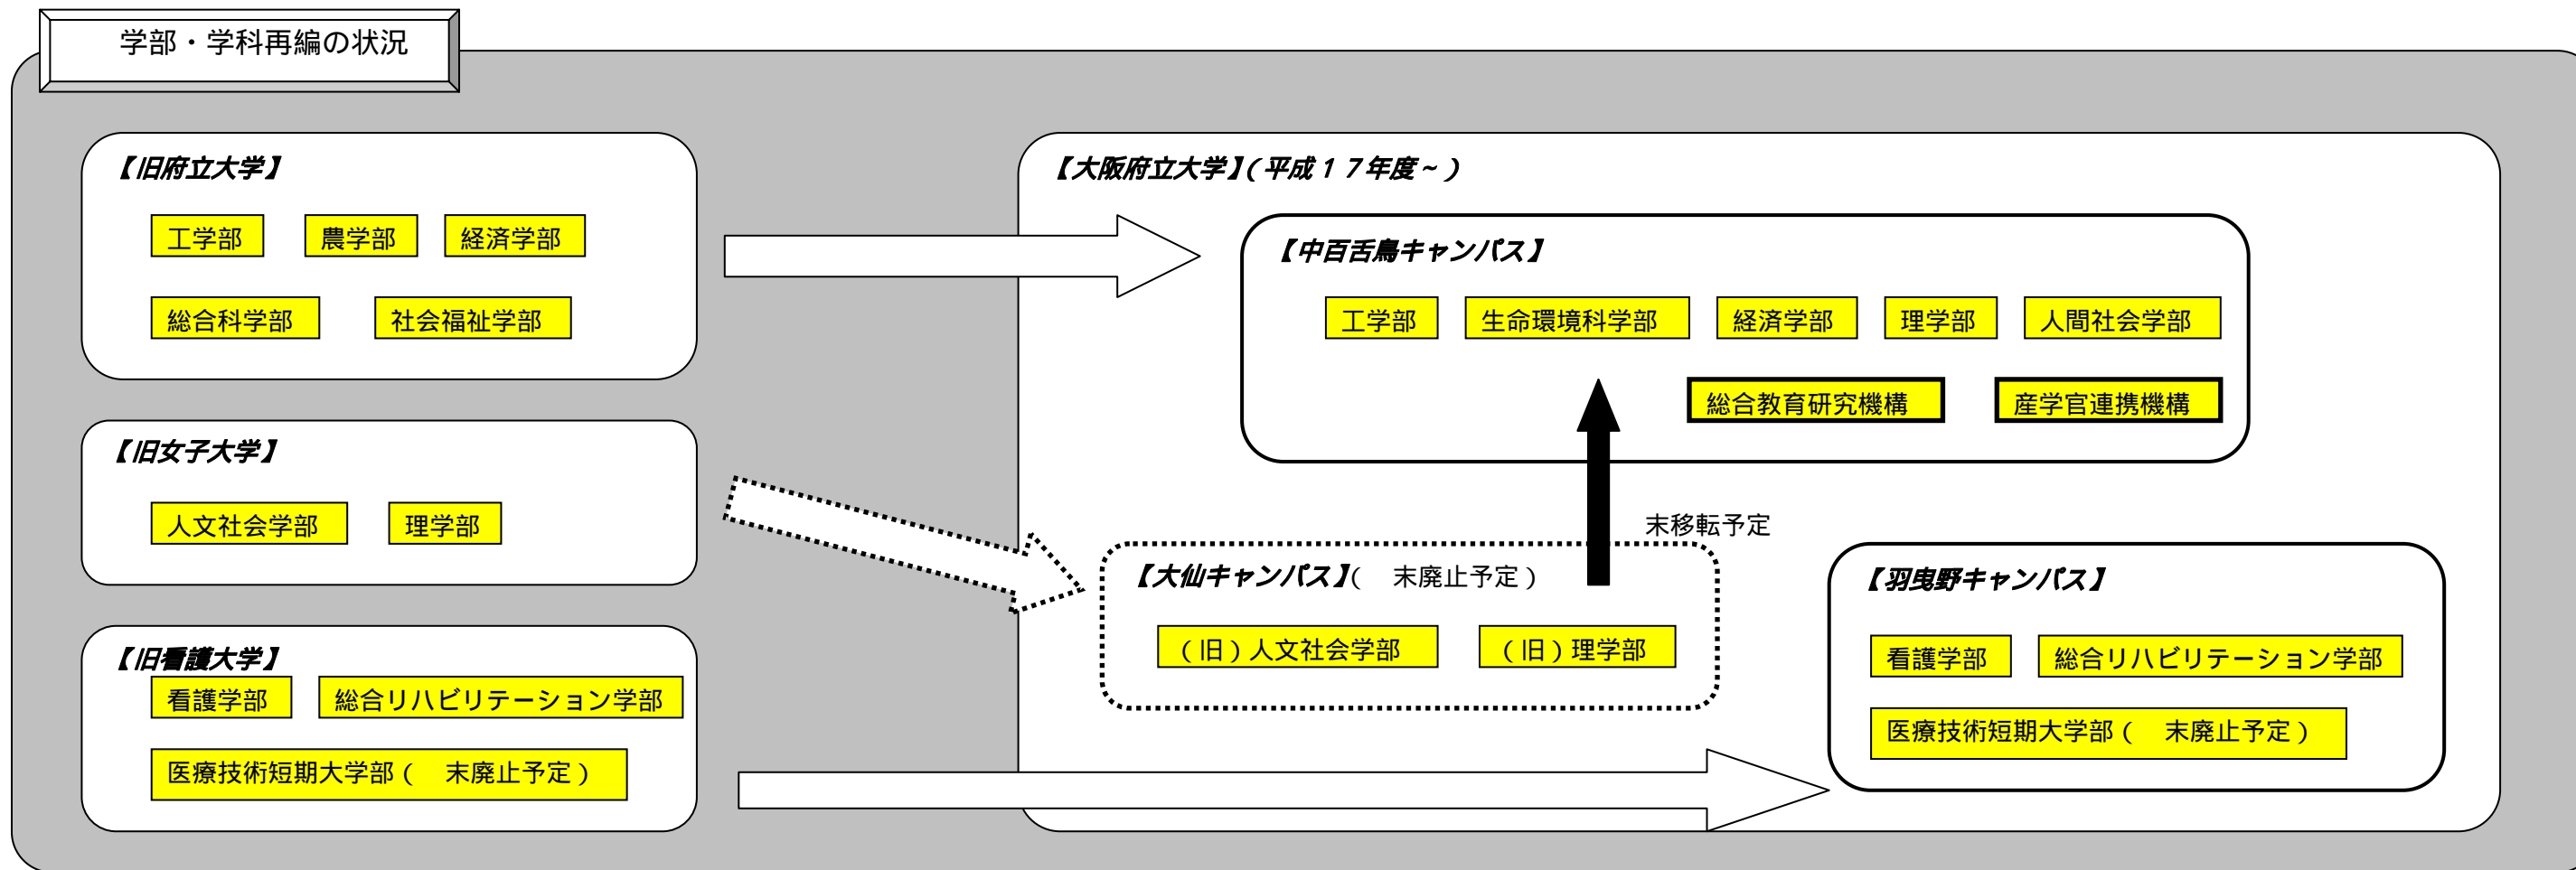 学部・学科再編の状況
【旧府立大学】
工学部 農学部 経済学部
総合科学部 社会福祉学部
【旧女子大学】
人文社会学部 理学部
【旧看護大学】
看護学部 総合リハビリテーション学部
医療技術短期大学部（　末廃止予定）
【大阪府立大学】（平成１７年度～）
【中百舌鳥キャンパス】
工学部 生命環境科学部 経済学部 理学部 人間社会学部
総合教育研究機構 産学官連携機構
末移転予定
【大仙キャンパス】（　末廃止予定）
（旧）人文社会学部 （旧）理学部
【羽曳野キャンパス】
看護学部 総合リハビリテーション学部
医療技術短期大学部（　末廃止予定）